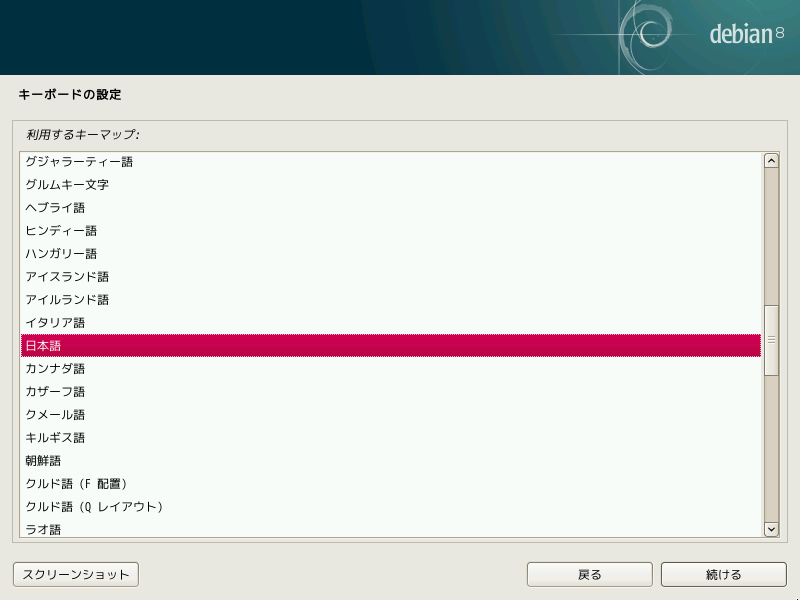 debian 8
キーボードの設定
利用するキーマップ:
グジャラーティー語
グルムキー文字
ヘブライ語
ヒンディー語
ハンガリー語
アイスランド語
アイルランド語
イタリア語
日本語
カンナダ語
カザーフ語
クメール語
キルギス語
朝鮮語
クルド語 (F 配置)
クルド語 (Q レイアウト)
ラオ語
スクリーンショット
戻る
続ける